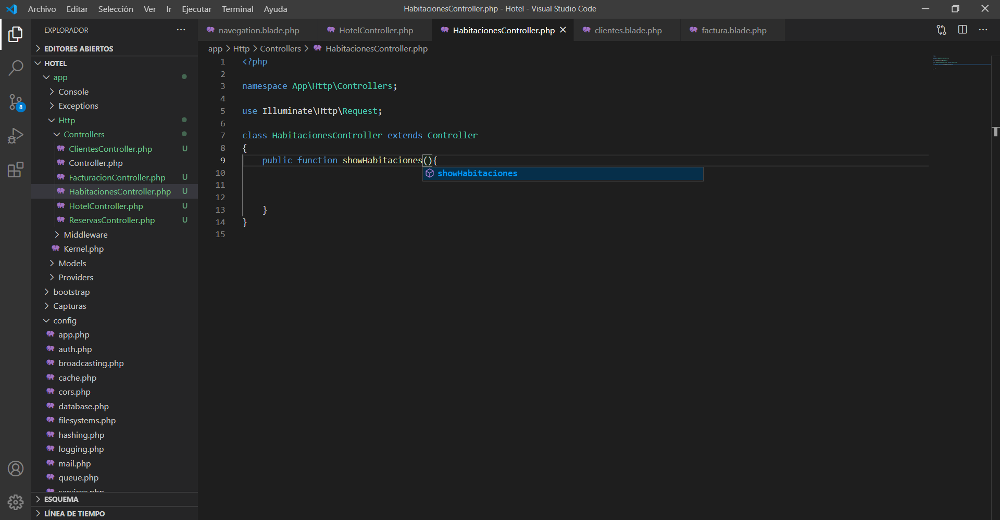 Archivo Editar Selección Ver Ir Ejecutar Terminal Ayuda
HabitacionesController.php - Hotel - Visual Studio Code
EXPLORADOR
EDITORES ABIERTOS
HOTEL
app
Console
Exceptions
Http
Controllers
ClientesController.php U
Controller.php
FacturacionController.php U
HabitacionesController.php U
HotelController.php U
ReservasController.php U
Middleware
Kernel.php
Models
Providers
bootstrap
Capturas
config
app.php
auth.php
broadcasting.php
cache.php
cors.php
database.php
filesystems.php
hashing.php
logging.php
mail.php
queue.php
services.php
ESQUEMA
LÍNEA DE TIEMPO
8
navegation.blade.php HotelController.php HabitacionesController.php clientes.blade.php factura.blade.php
app > Http > Controllers > HabitacionesController.php
1 <?php
2
3 namespace App\Http\Controllers;
4
5 use Illuminate\Http\Request;
6
7 class HabitacionesController extends Controller
8 {
9 public function showHabitaciones(){
showHabitaciones
10
11
12
13 }
14 }
15